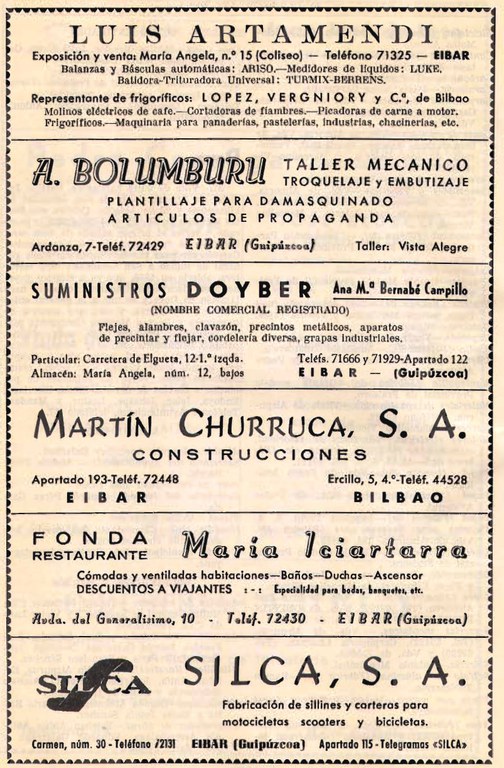 LUIS ARTAMENDI
Exposición y venta: María Angela, n.º 15 (Coliseo) — Teléfono 71325 — EIBAR
Balanzas y Básculas automáticas: ARISO.—Medidores de líquidos: LUKE.
Batidora-Trituradora Universal: TURMIX-BERRENS.
Representante de frigoríficos: LOPEZ, VERGNIORY y C.ª, de Bilbao
Molinos eléctricos de cafe.—Cortadoras de fiambres.—Picadoras de carne a motor.
Frigoríficos.—Maquinaria para panaderías, pastelerías, industrias, chacinerías, etc.
A. BOLUMBURU TALLER MECANICO
TROQUELAJE y EMBUTIZAJE
PLANTILLAJE PARA DAMASQUINADO
ARTICULOS DE PROPAGANDA
Ardanza, 7-Teléf. 72429 EIBAR (Guipúzcoa) Taller: Vista Alegre
SUMINISTROS DOYBER Ana M.ª Bernabé Campillo
(NOMBRE COMERCIAL REGISTRADO)
Flejes, alambres, clavazón, precintos metálicos, aparatos
de precintar y flejar, cordelería diversa, grapas industriales.
Particular: Carretera de Elgueta, 12-1.º izqda. Telefs. 71666 y 71929-Apartado 122
Almacén: María Angela, núm. 12, bajos EIBAR — (Guipúzcoa)
MARTÍN CHURRUCA, S. A.
CONSTRUCCIONES
Apartado 193-Teléf. 72448 Ercilla, 5, 4.º-Teléf. 44528
EIBAR BILBAO
FONDA
RESTAURANTE María Iciartarra
Cómodas y ventiladas habitaciones—Baños—Duchas—Ascensor
DESCUENTOS A VIAJANTES :-: Especialidad para bodas, banquetes, etc.
Avda. del Generalísimo, 10 - Teléf. 72430 - EIBAR (Guipúzcoa)
SILCA SILCA, S. A.
Fabricación de sillines y carteras para
motocicletas scooters y bicicletas.
Carmen, núm. 30 - Teléfono 72131 EIBAR (Guipúzcoa) Apartado 115 - Telegramas «SILCA»